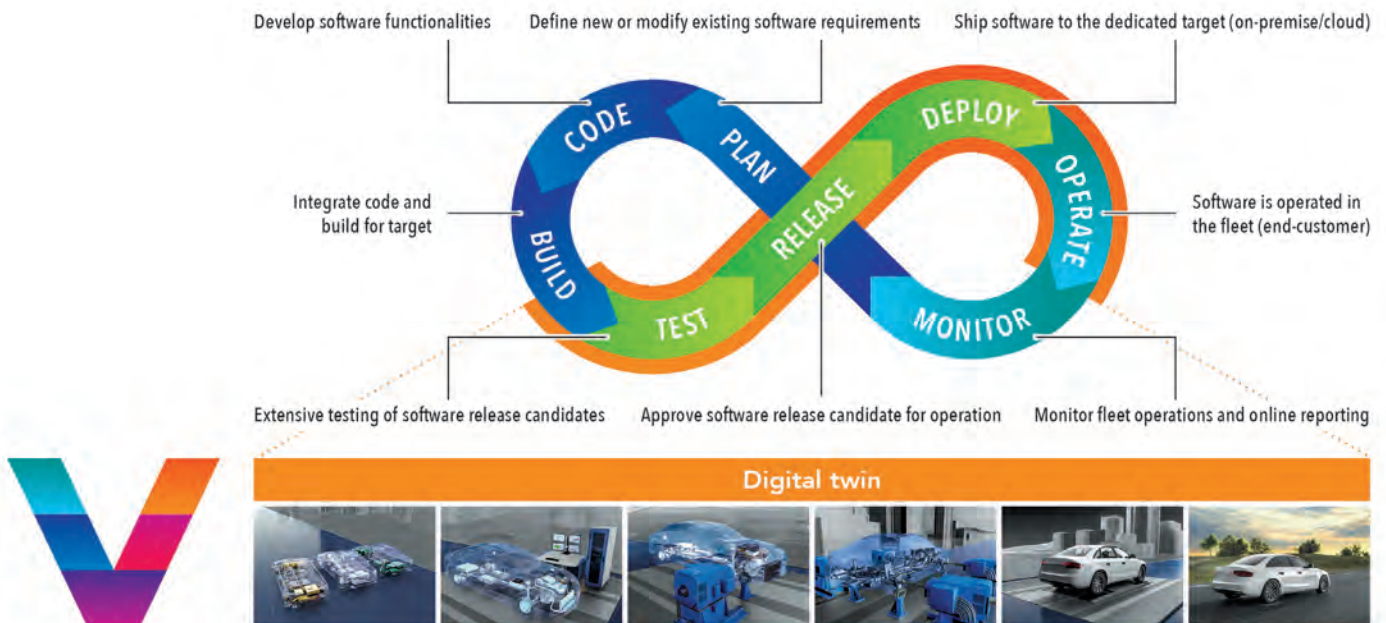 Develop software functionalities
Define new or modify existing software requirements
Ship software to the dedicated target (on-premise/cloud)
CODE
PLAN
DEPLOY
OPERATE
RELEASE
Integrate code and
build for target
Software is operated in
the fleet (end-customer)
BUILD
TEST
MONITOR
Extensive testing of software release candidates
Approve software release candidate for operation
Monitor fleet operations and online reporting
Digital twin